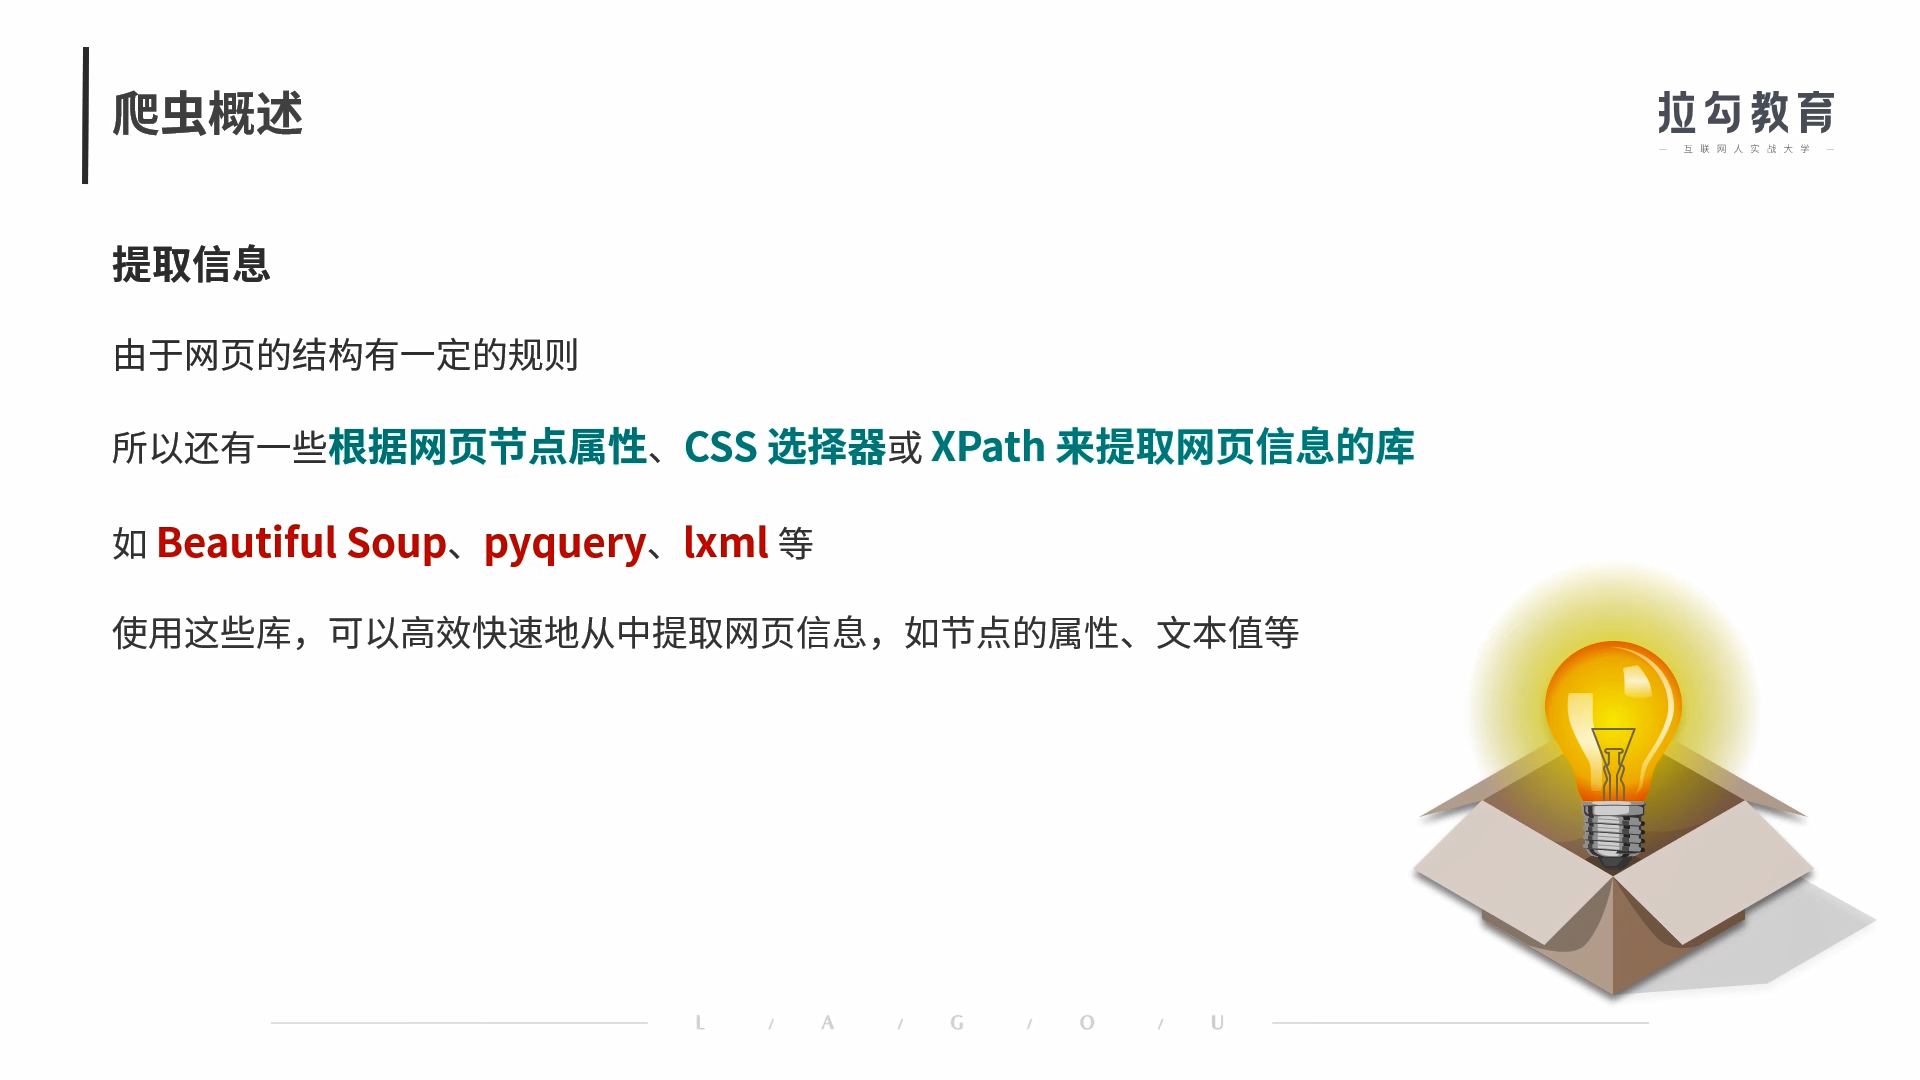 爬虫概述
拉勾教育
— 互联网人实战大学 —
提取信息
由于网页的结构有一定的规则
所以还有一些根据网页节点属性、CSS 选择器或 XPath 来提取网页信息的库
如 Beautiful Soup、pyquery、lxml 等
使用这些库，可以高效快速地从中提取网页信息，如节点的属性、文本值等
L / A / G / O / U